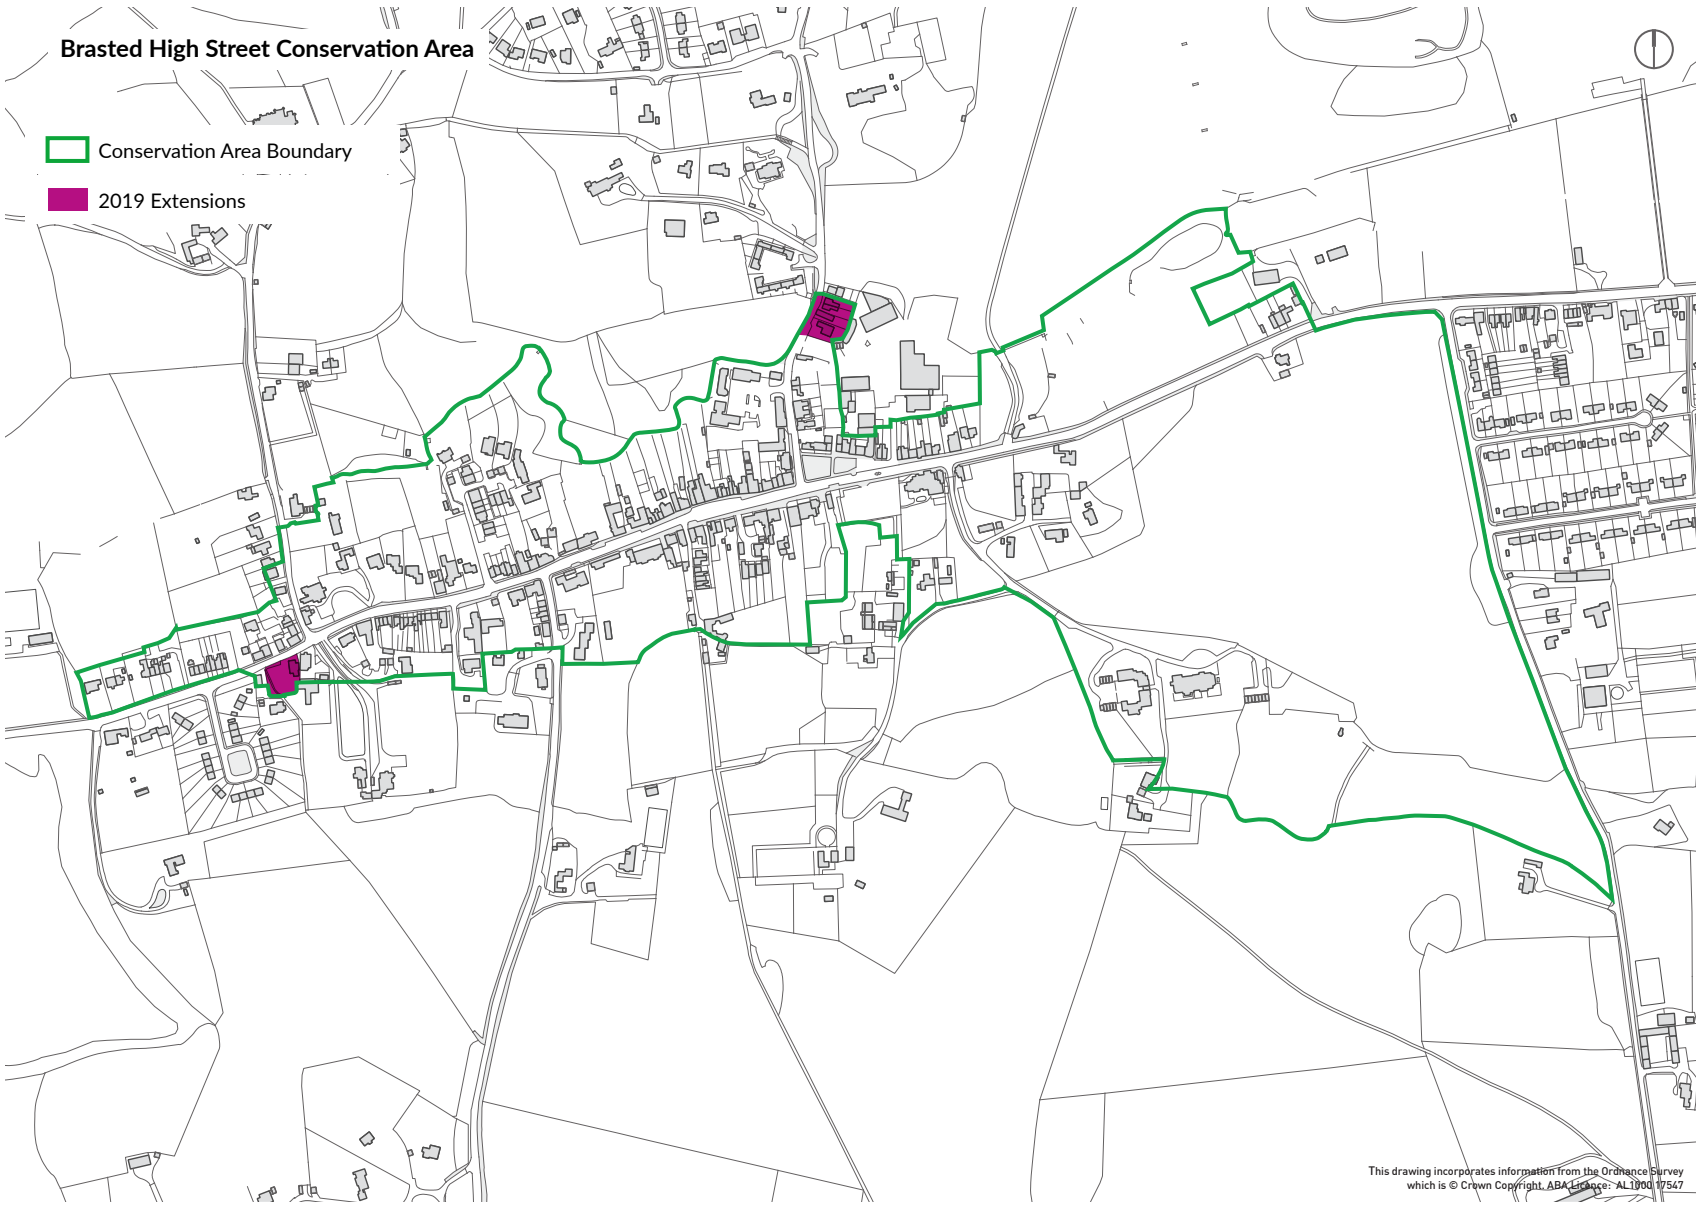 Brasted High Street Conservation Area
Conservation Area Boundary
2019 Extensions
This drawing incorporates information from the Ordnance Survey
which is © Crown Copyright. ABA Licence: AL1000 17547